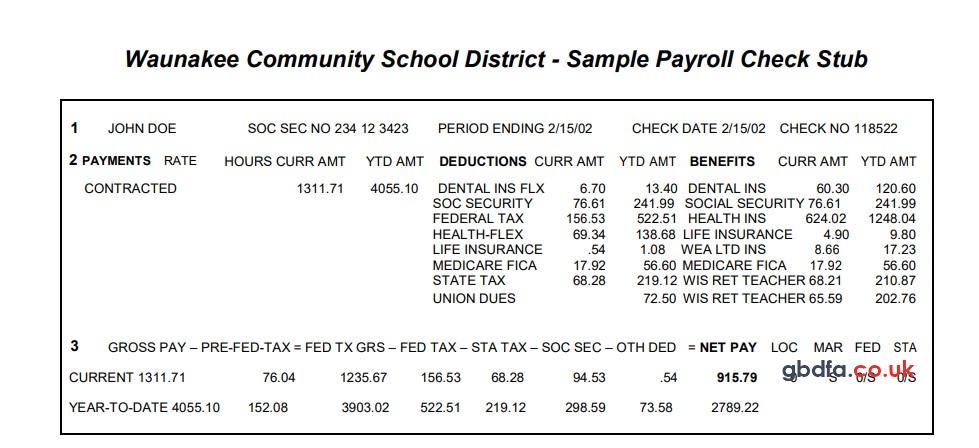 Waunakee Community School District - Sample Payroll Check Stub
1 JOHN DOE SOC SEC NO 234 12 3423 PERIOD ENDING 2/15/02 CHECK DATE 2/15/02 CHECK NO 118522
2 PAYMENTS RATE HOURS CURR AMT YTD AMT DEDUCTIONS CURR AMT YTD AMT BENEFITS CURR AMT YTD AMT
CONTRACTED 1311.71 4055.10 DENTAL INS FLX 6.70 13.40 DENTAL INS 60.30 120.60
SOC SECURITY 76.61 241.99 SOCIAL SECURITY 76.61 241.99
FEDERAL TAX 156.53 522.51 HEALTH INS 624.02 1248.04
HEALTH-FLEX 69.34 138.68 LIFE INSURANCE 4.90 9.80
LIFE INSURANCE .54 1.08 WEA LTD INS 8.66 17.23
MEDICARE FICA 17.92 56.60 MEDICARE FICA 17.92 56.60
STATE TAX 68.28 219.12 WIS RET TEACHER 68.21 210.87
UNION DUES 72.50 WIS RET TEACHER 65.59 202.76
3 GROSS PAY – PRE-FED-TAX = FED TX GRS – FED TAX – STA TAX – SOC SEC – OTH DED = NET PAY LOC MAR FED STA
CURRENT 1311.71 76.04 1235.67 156.53 68.28 94.53 .54 915.79 0 S 0/S 0/S
gbdfa.co.uk
YEAR-TO-DATE 4055.10 152.08 3903.02 522.51 219.12 298.59 73.58 2789.22